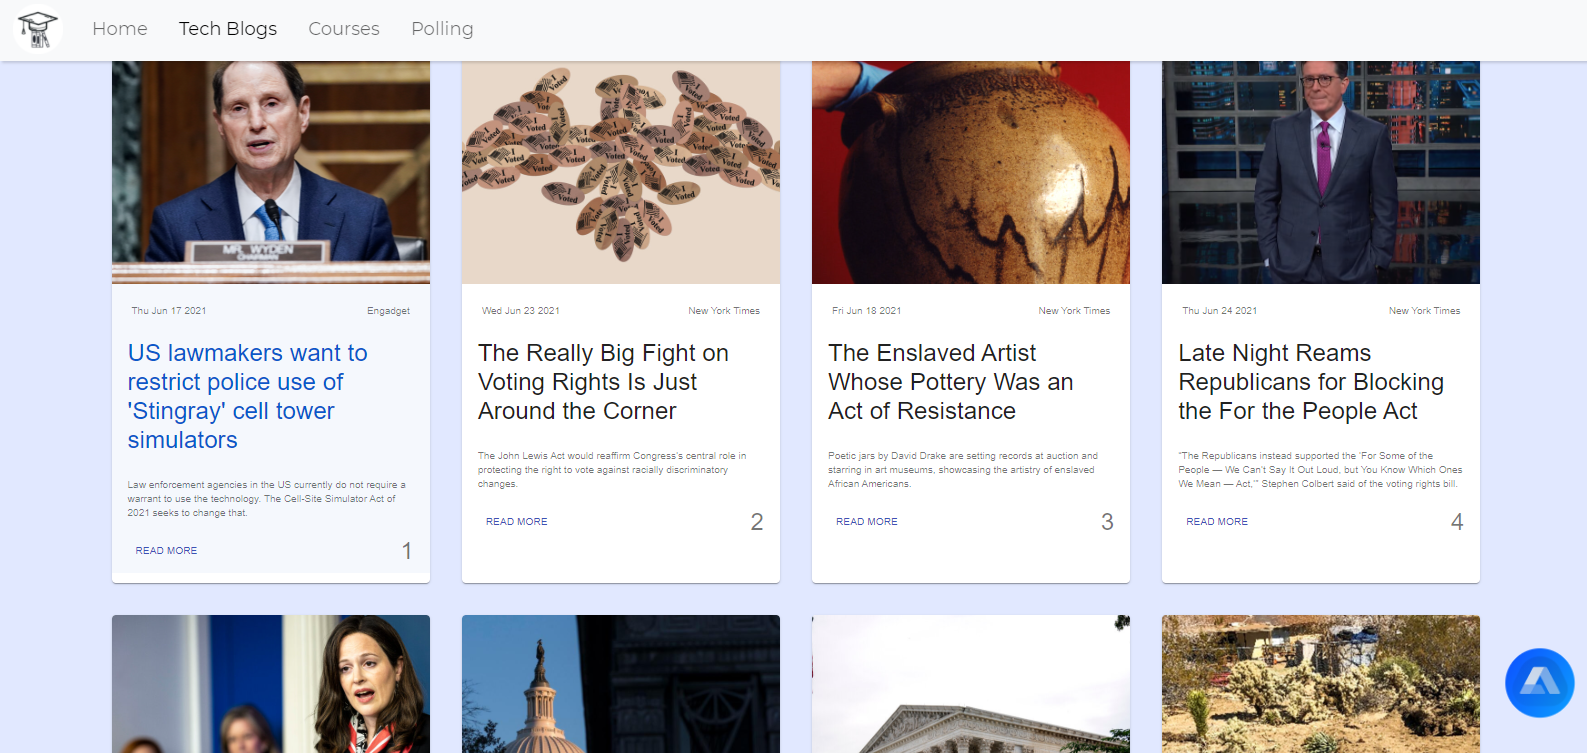 Home Tech Blogs Courses Polling
MR. WYDEN
CHAIRMAN
I Voted
Thu Jun 17 2021 Engadget
US lawmakers want to
restrict police use of
'Stingray' cell tower
simulators
Law enforcement agencies in the US currently do not require a
warrant to use the technology. The Cell-Site Simulator Act of
2021 seeks to change that.
READ MORE 1
Wed Jun 23 2021 New York Times
The Really Big Fight on
Voting Rights Is Just
Around the Corner
The John Lewis Act would reaffirm Congress's central role in
protecting the right to vote against racially discriminatory
changes.
READ MORE 2
Fri Jun 18 2021 New York Times
The Enslaved Artist
Whose Pottery Was an
Act of Resistance
Poetic jars by David Drake are setting records at auction and
starring in art museums, showcasing the artistry of enslaved
African Americans.
READ MORE 3
Thu Jun 24 2021 New York Times
Late Night Reams
Republicans for Blocking
the For the People Act
“The Republicans instead supported the ‘For Some of the
People — We Can’t Say It Out Loud, but You Know Which Ones
We Mean — Act,’” Stephen Colbert said of the voting rights bill.
READ MORE 4